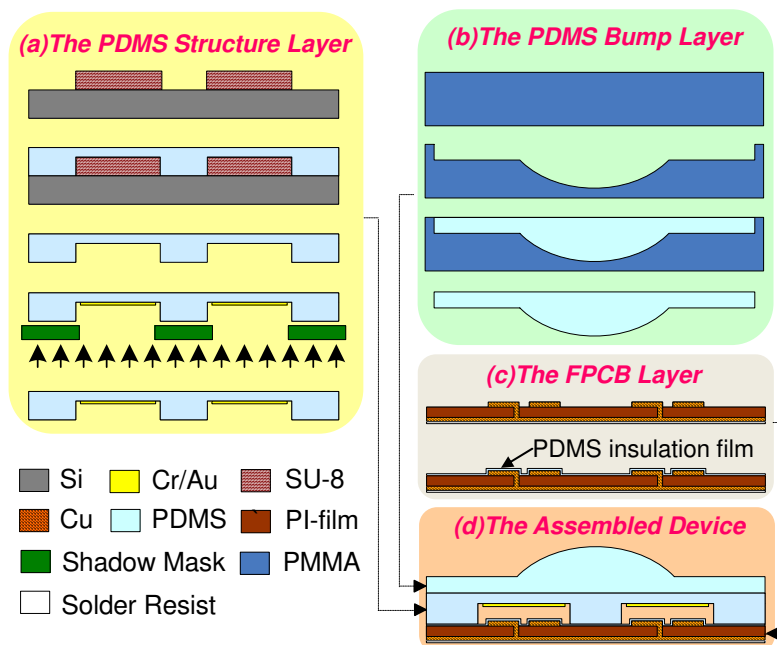 (a)The PDMS Structure Layer
(b)The PDMS Bump Layer
(c)The FPCB Layer
PDMS insulation film
(d)The Assembled Device
Si
Cr/Au
SU-8
Cu
PDMS
PI-film
Shadow Mask
PMMA
Solder Resist